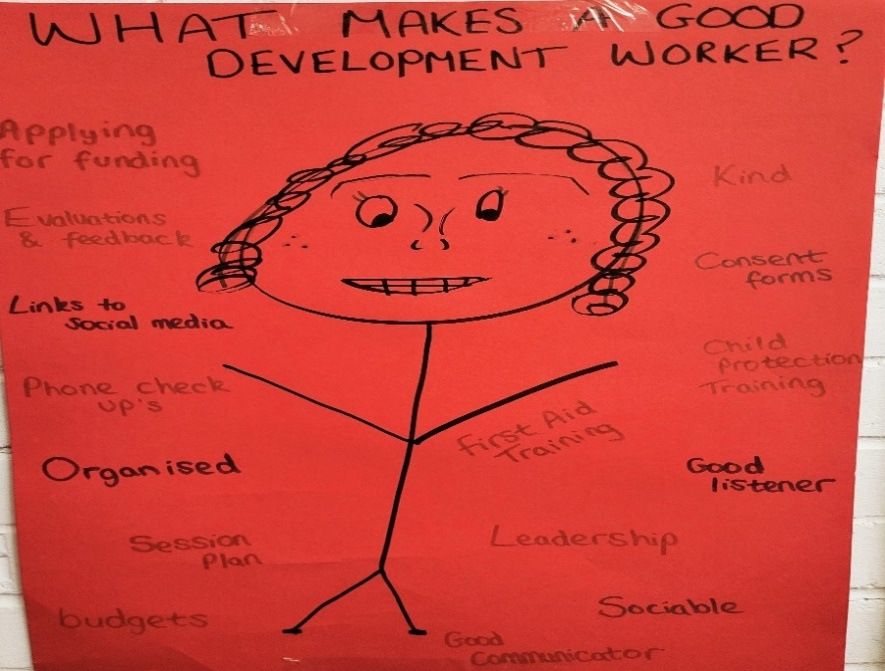 WHAT MAKES A GOOD
DEVELOPMENT WORKER?
Applying
for funding
Evaluations
& feedback
Links to
social media
Phone check
up's
Organised
Session
Plan
budgets
Kind
Consent
forms
Child
Protection
Training
First Aid
Training
Good
listener
Leadership
Sociable
Good
Communicator